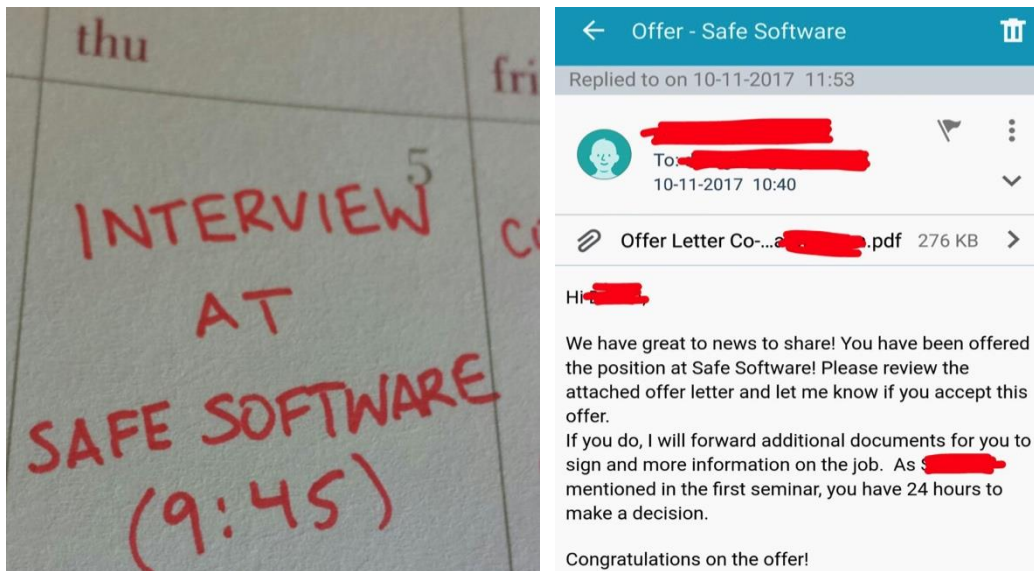 thu
fri
5
INTERVIEW
AT
SAFE SOFTWARE
(9:45)
Offer - Safe Software
Replied to on 10-11-2017 11:53
To:
10-11-2017 10:40
Offer Letter Co-...a .pdf 276 KB
Hi
We have great to news to share! You have been offered
the position at Safe Software! Please review the
attached offer letter and let me know if you accept this
offer.
If you do, I will forward additional documents for you to
sign and more information on the job. As
mentioned in the first seminar, you have 24 hours to
make a decision.
Congratulations on the offer!